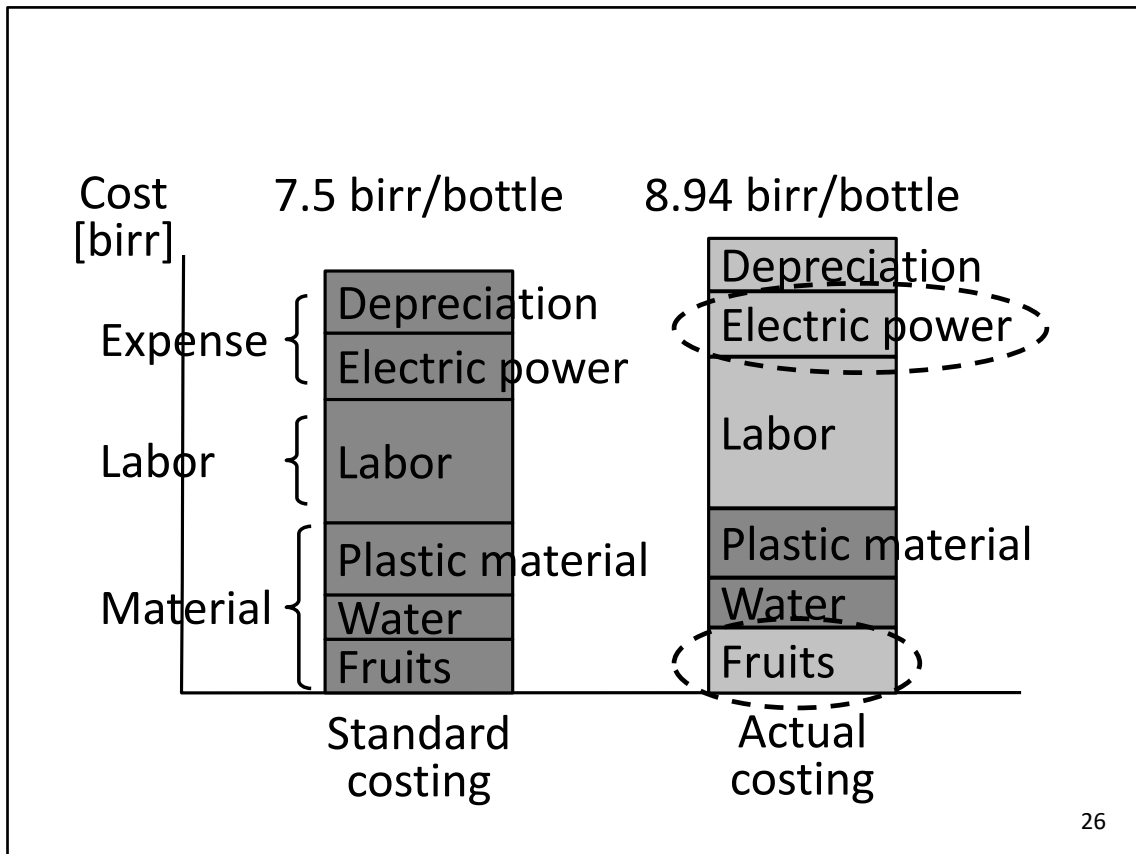 Cost
[birr]
7.5 birr/bottle
8.94 birr/bottle
Expense
Labor
Material
Depreciation
Electric power
Labor
Plastic material
Water
Fruits
Depreciation
Electric power
Labor
Plastic material
Water
Fruits
Standard
costing
Actual
costing
26